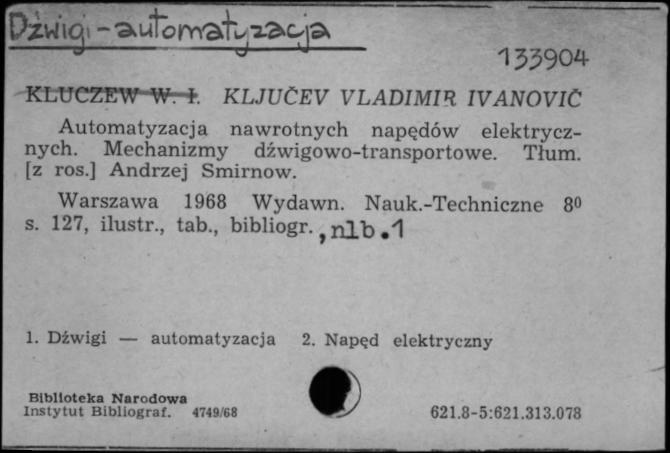 Dźwigi - automatyzacja
133904
KLUCZEW W. I. KLJUČEV VLADIMIR IVANOVIČ
Automatyzacja nawrotnych napędów elektrycz-
nych. Mechanizmy dźwigowo-transportowe. Tłum.
[z ros.] Andrzej Smirnow.
Warszawa 1968 Wydawn. Nauk.-Techniczne 8⁰
s. 127, ilustr., tab., bibliogr., nlb. 1
1. Dźwigi — automatyzacja 2. Napęd elektryczny
Biblioteka Narodowa
Instytut Bibliograf. 4749/68
621.8-5:621.313.078